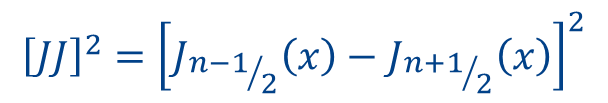 [JJ]² = [J_{n−1/2}(x) − J_{n+1/2}(x)]²